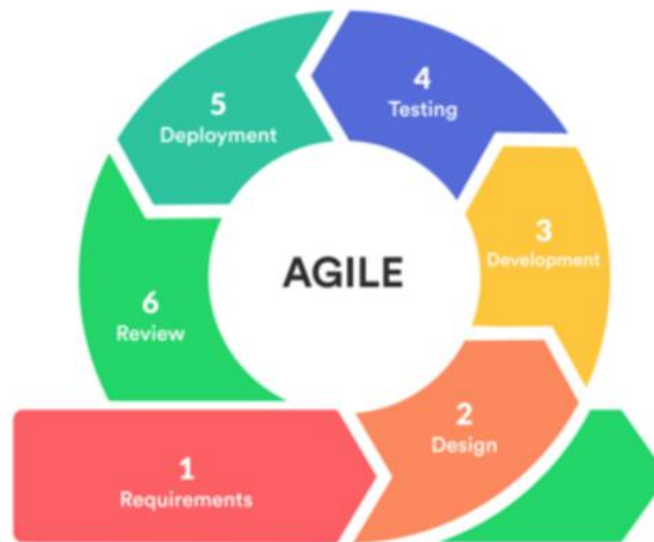 AGILE
1
Requirements
2
Design
3
Development
4
Testing
5
Deployment
6
Review